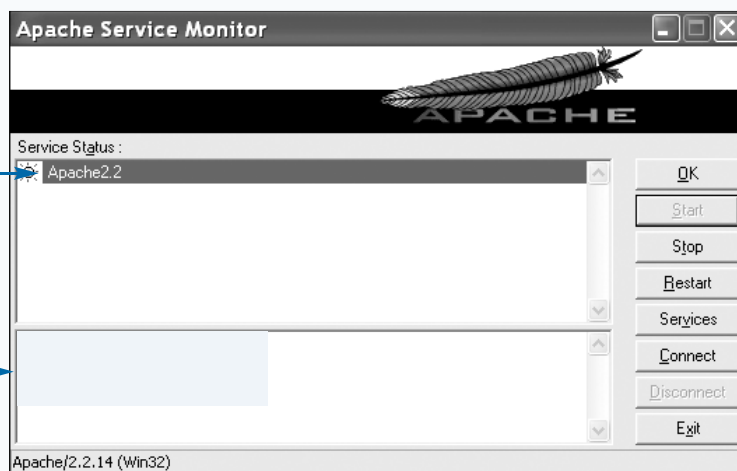 Apache Service Monitor
APACHE
Service Status :
Apache2.2
OK
Start
Stop
Restart
Services
Connect
Disconnect
Exit
Apache/2.2.14 (Win32)